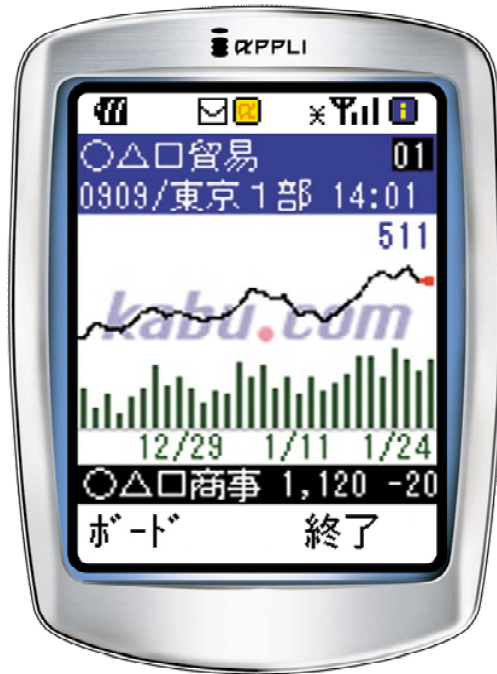 αPPLI
α
i
○△□貿易 01
0909/東京1部 14:01
511
kabu.com
12/29 1/11 1/24
○△□商事 1,120 -20
ﾎﾞｰﾄﾞ 終了